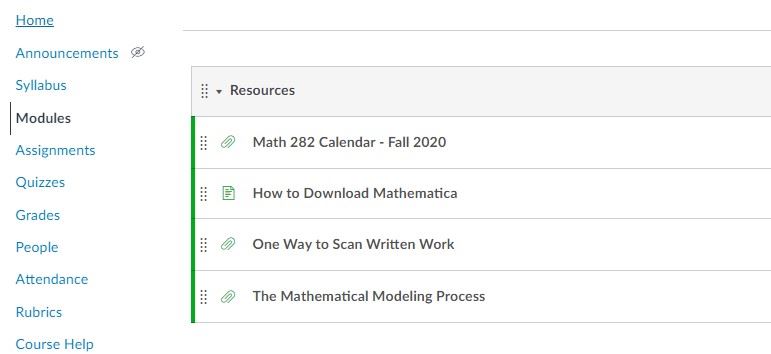 Home
Announcements
Syllabus
Modules
Assignments
Quizzes
Grades
People
Attendance
Rubrics
Course Help
Resources
Math 282 Calendar - Fall 2020
How to Download Mathematica
One Way to Scan Written Work
The Mathematical Modeling Process